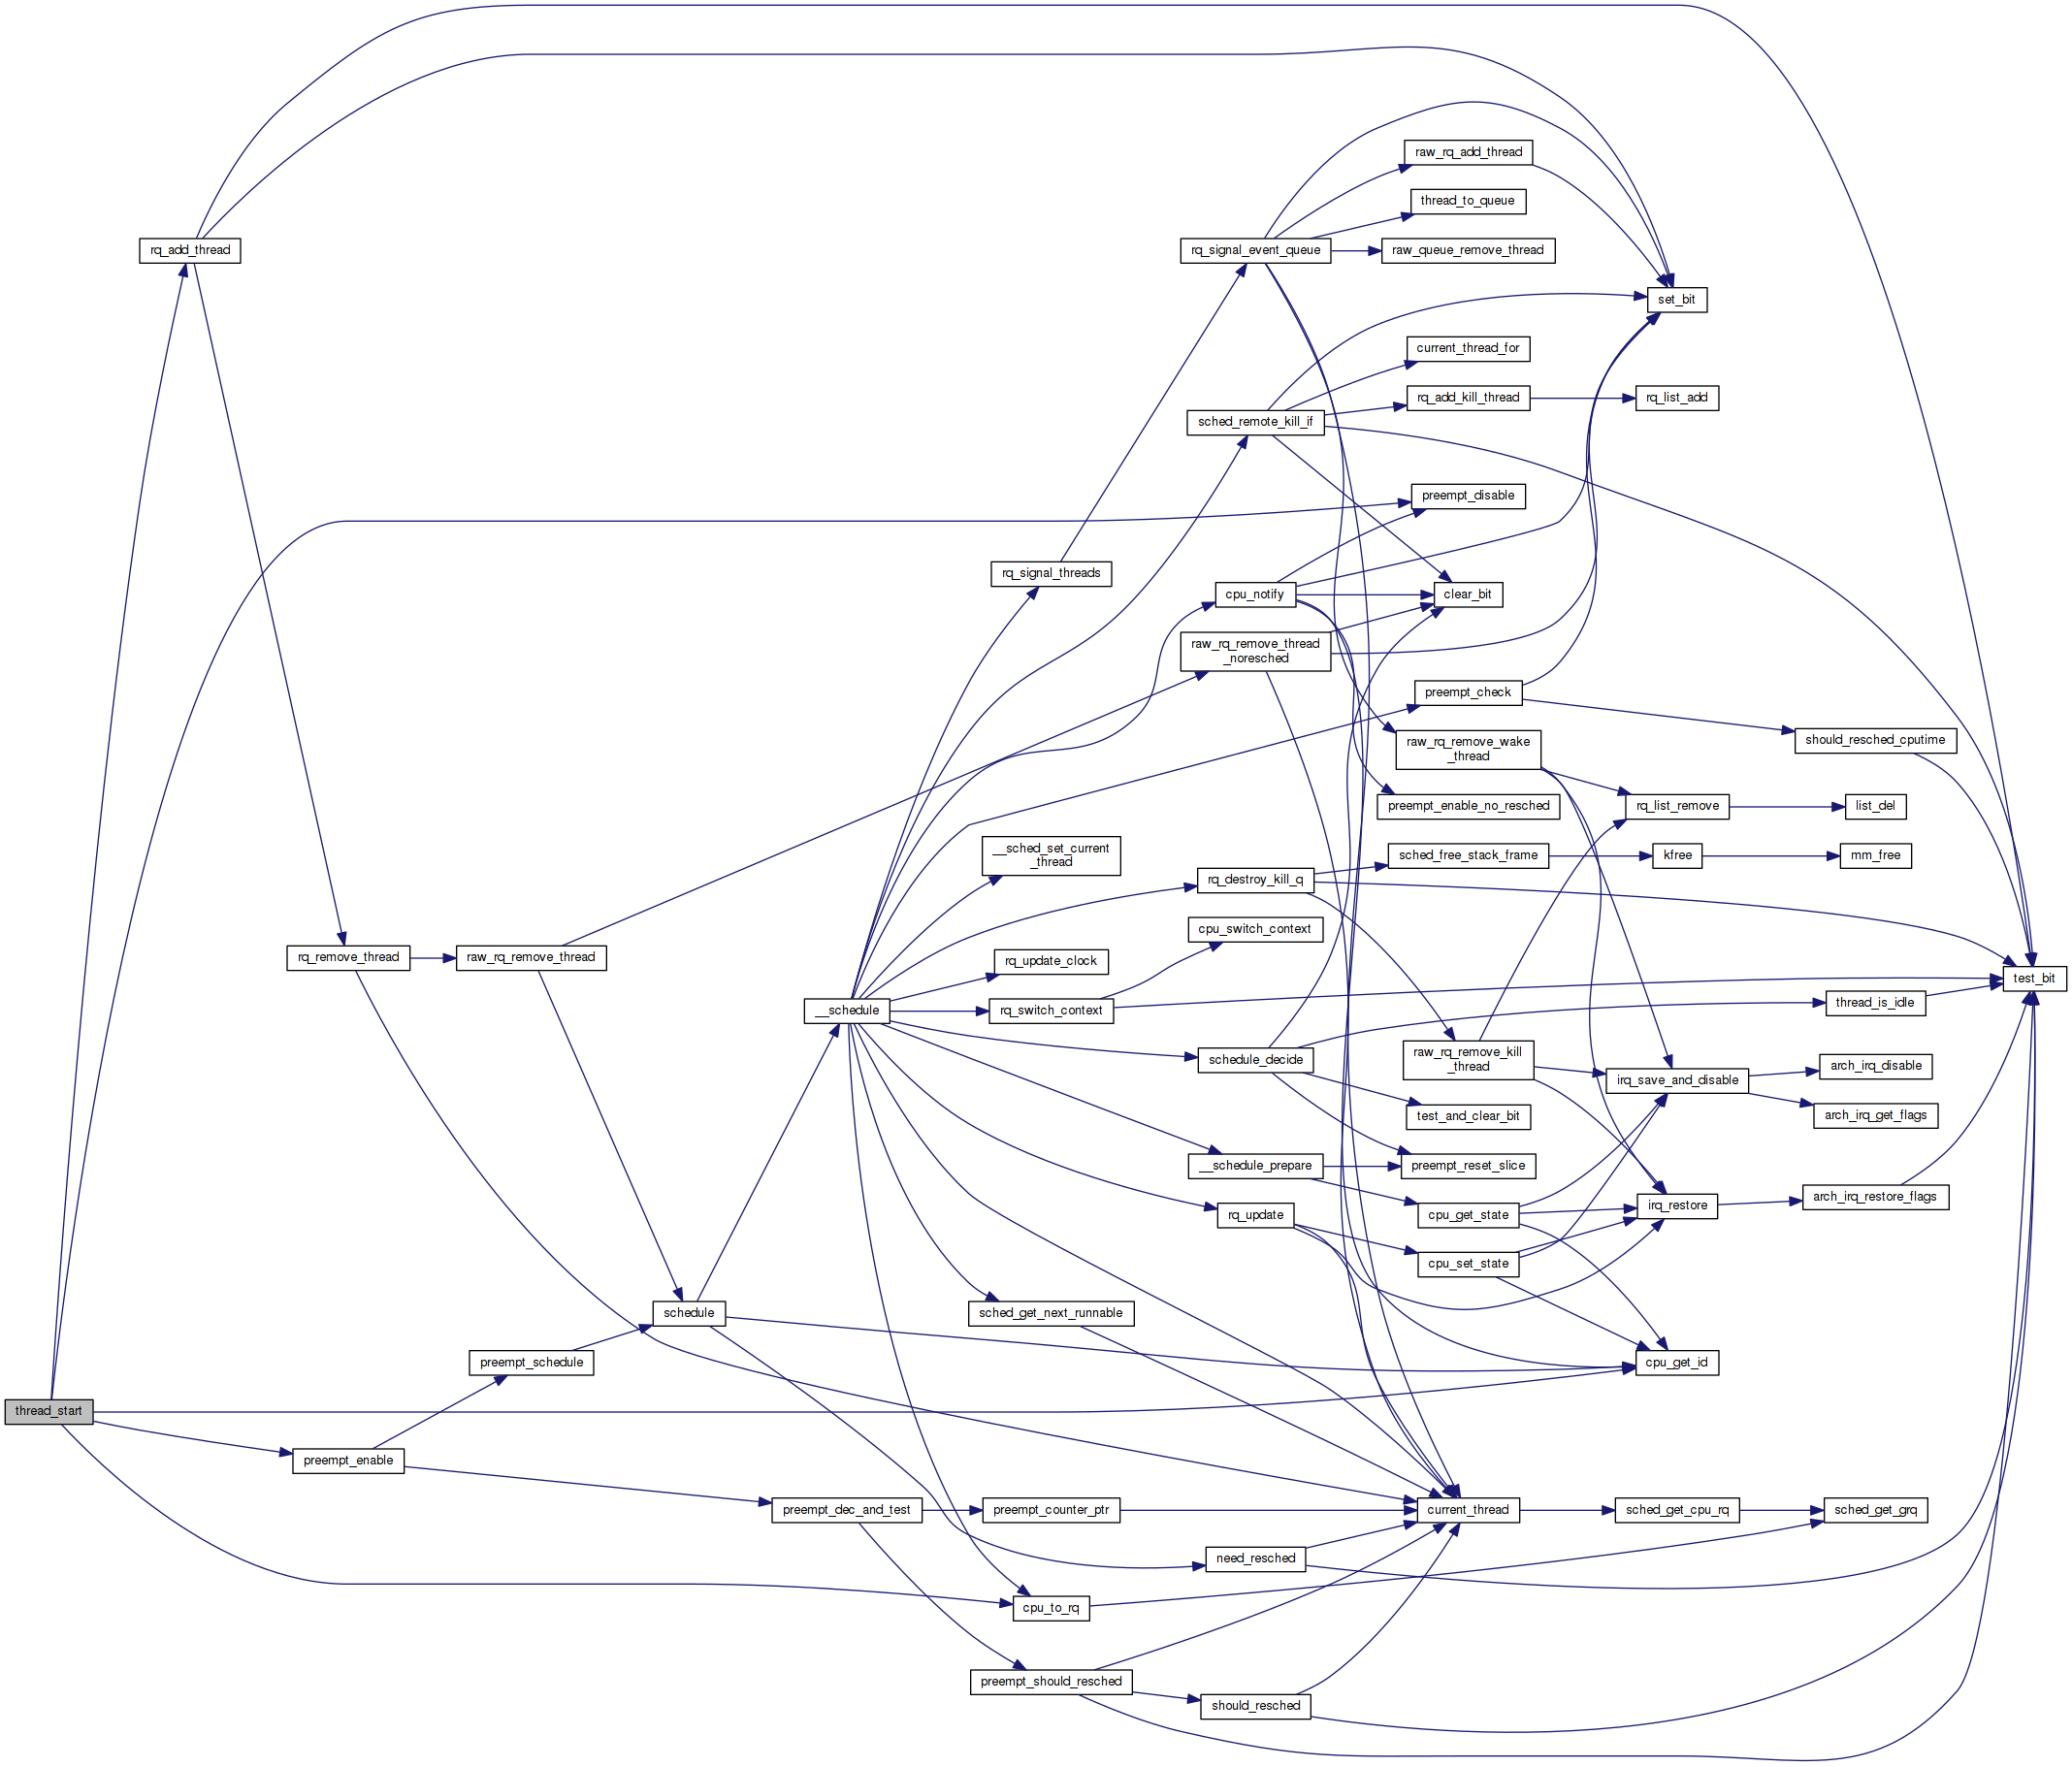 raw_rq_add_thread
thread_to_queue
rq_add_thread
rq_signal_event_queue
raw_queue_remove_thread
set_bit
current_thread_for
rq_add_kill_thread
rq_list_add
sched_remote_kill_if
preempt_disable
rq_signal_threads
cpu_notify
clear_bit
raw_rq_remove_thread
_noresched
preempt_check
raw_rq_remove_wake
_thread
should_resched_cputime
preempt_enable_no_resched
rq_list_remove
list_del
__sched_set_current
_thread
sched_free_stack_frame
kfree
mm_free
rq_destroy_kill_q
cpu_switch_context
rq_remove_thread
raw_rq_remove_thread
rq_update_clock
test_bit
__schedule
rq_switch_context
thread_is_idle
schedule_decide
raw_rq_remove_kill
_thread
arch_irq_disable
irq_save_and_disable
test_and_clear_bit
arch_irq_get_flags
__schedule_prepare
preempt_reset_slice
arch_irq_restore_flags
rq_update
cpu_get_state
irq_restore
cpu_set_state
schedule
sched_get_next_runnable
preempt_schedule
cpu_get_id
thread_start
preempt_enable
preempt_dec_and_test
preempt_counter_ptr
current_thread
sched_get_cpu_rq
sched_get_grq
need_resched
cpu_to_rq
preempt_should_resched
should_resched